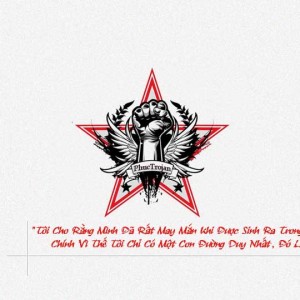 PhucTrojan
"Tôi Cho Rằng Mình Đã Rất May Mắn Khi Được Sinh Ra Trong
Chính Vì Thế Tôi Chỉ Có Một Con Đường Duy Nhất, Đó L